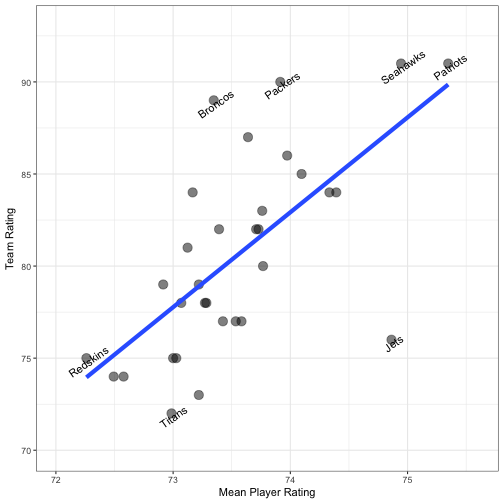 90
85
80
75
70
Team Rating
Seahawks
Patriots
Packers
Broncos
Jets
Redskins
Titans
72
73
74
75
Mean Player Rating